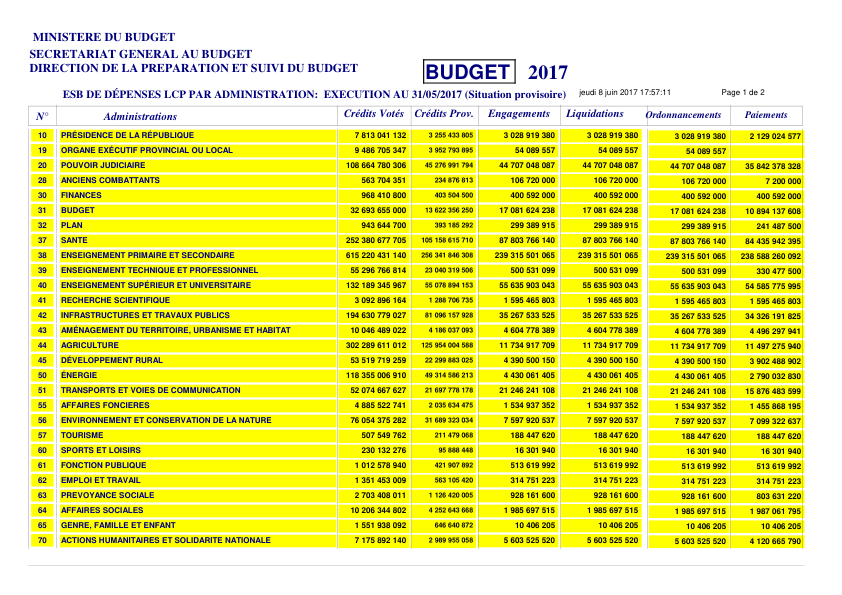 MINISTERE DU BUDGET
SECRETARIAT GENERAL AU BUDGET
DIRECTION DE LA PREPARATION ET SUIVI DU BUDGET
BUDGET 2017
ESB DE DÉPENSES LCP PAR ADMINISTRATION: EXECUTION AU 31/05/2017 (Situation provisoire) jeudi 8 juin 2017 17:57:11 Page 1 de 2
N° Administrations Crédits Votés Crédits Prov. Engagements Liquidations Ordonnancements Paiements
10 PRÉSIDENCE DE LA RÉPUBLIQUE 7 813 041 132 3 255 433 805 3 028 919 380 3 028 919 380 3 028 919 380 2 129 024 577
19 ORGANE EXÉCUTIF PROVINCIAL OU LOCAL 9 486 705 347 3 952 793 895 54 089 557 54 089 557 54 089 557
20 POUVOIR JUDICIAIRE 108 664 780 306 45 276 991 794 44 707 048 087 44 707 048 087 44 707 048 087 35 842 378 328
28 ANCIENS COMBATTANTS 563 704 351 234 876 813 106 720 000 106 720 000 106 720 000 7 200 000
30 FINANCES 968 410 800 403 504 500 400 592 000 400 592 000 400 592 000 400 592 000
31 BUDGET 32 693 655 000 13 622 356 250 17 081 624 238 17 081 624 238 17 081 624 238 10 894 137 608
32 PLAN 943 644 700 393 185 292 299 389 915 299 389 915 299 389 915 241 487 500
37 SANTE 252 380 677 705 105 158 615 710 87 803 766 140 87 803 766 140 87 803 766 140 84 435 942 395
38 ENSEIGNEMENT PRIMAIRE ET SECONDAIRE 615 220 431 140 256 341 846 308 239 315 501 065 239 315 501 065 239 315 501 065 238 588 260 092
39 ENSEIGNEMENT TECHNIQUE ET PROFESSIONNEL 55 296 766 814 23 040 319 506 500 531 099 500 531 099 500 531 099 330 477 500
40 ENSEIGNEMENT SUPÉRIEUR ET UNIVERSITAIRE 132 189 345 967 55 078 894 153 55 635 903 043 55 635 903 043 55 635 903 043 54 585 775 995
41 RECHERCHE SCIENTIFIQUE 3 092 896 164 1 288 706 735 1 595 465 803 1 595 465 803 1 595 465 803 1 595 465 803
42 INFRASTRUCTURES ET TRAVAUX PUBLICS 194 630 779 027 81 096 157 928 35 267 533 525 35 267 533 525 35 267 533 525 34 326 191 825
43 AMÉNAGEMENT DU TERRITOIRE, URBANISME ET HABITAT 10 046 489 022 4 186 037 093 4 604 778 389 4 604 778 389 4 604 778 389 4 496 297 941
44 AGRICULTURE 302 289 611 012 125 954 004 588 11 734 917 709 11 734 917 709 11 734 917 709 11 497 275 940
45 DÉVELOPPEMENT RURAL 53 519 719 259 22 299 883 025 4 390 500 150 4 390 500 150 4 390 500 150 3 902 488 902
50 ÉNERGIE 118 355 006 910 49 314 586 213 4 430 061 405 4 430 061 405 4 430 061 405 2 790 032 830
51 TRANSPORTS ET VOIES DE COMMUNICATION 52 074 667 627 21 697 778 178 21 246 241 108 21 246 241 108 21 246 241 108 15 876 483 599
55 AFFAIRES FONCIERES 4 885 522 741 2 035 634 475 1 534 937 352 1 534 937 352 1 534 937 352 1 455 868 195
56 ENVIRONNEMENT ET CONSERVATION DE LA NATURE 76 054 375 282 31 689 323 034 7 597 920 537 7 597 920 537 7 597 920 537 7 099 322 637
57 TOURISME 507 549 762 211 479 068 188 447 620 188 447 620 188 447 620 188 447 620
60 SPORTS ET LOISIRS 230 132 276 95 888 448 16 301 940 16 301 940 16 301 940 16 301 940
61 FONCTION PUBLIQUE 1 012 578 940 421 907 892 513 619 992 513 619 992 513 619 992 513 619 992
62 EMPLOI ET TRAVAIL 1 351 453 009 563 105 420 314 751 323 314 751 323 314 751 323 314 751 323
63 PREVOYANCE SOCIALE 2 703 408 011 1 126 420 005 928 161 600 928 161 600 928 161 600 803 631 220
64 AFFAIRES SOCIALES 10 206 344 802 4 252 643 668 1 985 697 515 1 985 697 515 1 985 697 515 1 987 061 795
65 GENRE, FAMILLE ET ENFANT 1 551 938 092 646 640 872 10 406 205 10 406 205 10 406 205 10 406 205
70 ACTIONS HUMANITAIRES ET SOLIDARITE NATIONALE 7 175 892 140 2 989 955 058 5 603 525 520 5 603 525 520 5 603 525 520 4 120 665 790